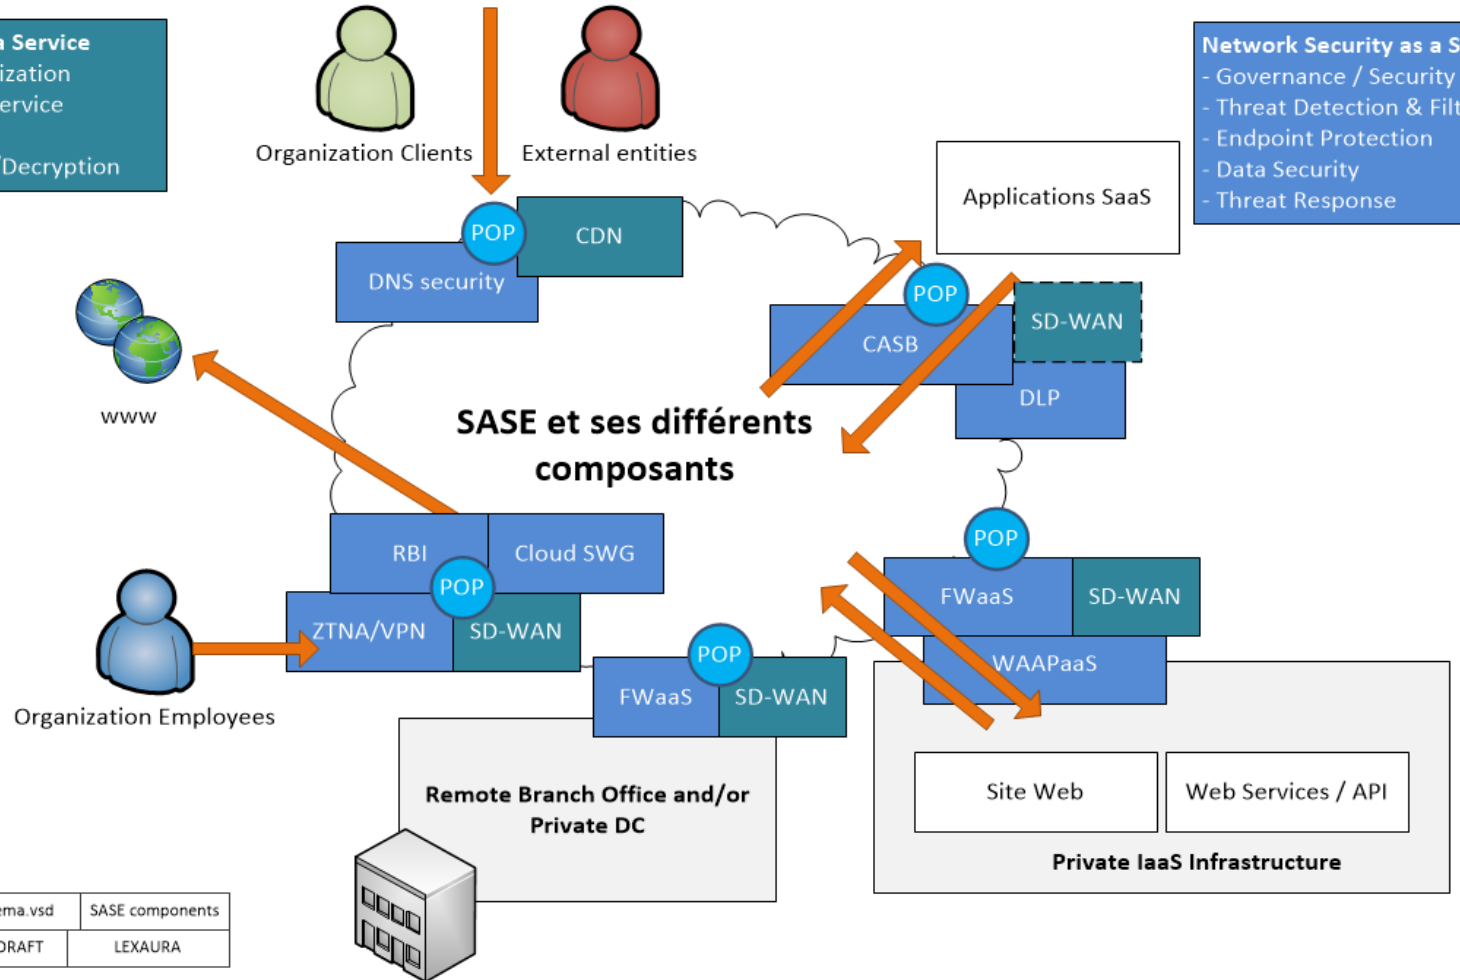 a Service
ization
ervice
/Decryption
Organization Clients
External entities
Network Security as a S
- Governance / Security
- Threat Detection & Filt
- Endpoint Protection
- Data Security
- Threat Response
Applications SaaS
POP
CDN
DNS security
POP
SD-WAN
CASB
DLP
www
SASE et ses différents
composants
POP
RBI
Cloud SWG
POP
FWaaS
SD-WAN
ZTNA/VPN
SD-WAN
WAAPaaS
POP
FWaaS
SD-WAN
Organization Employees
Remote Branch Office and/or
Private DC
Site Web
Web Services / API
Private IaaS Infrastructure
ema.vsd
SASE components
DRAFT
LEXAURA